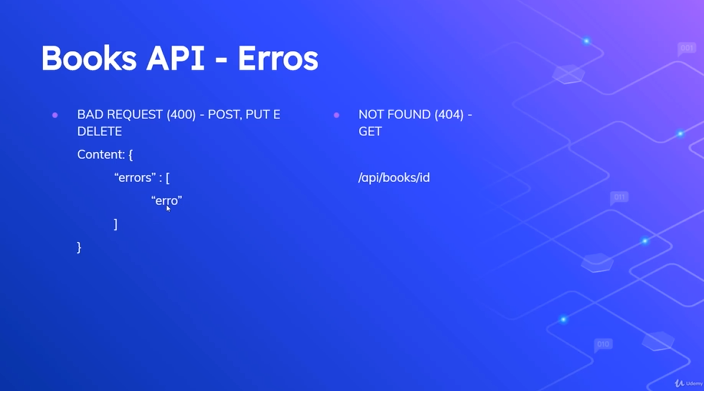 Books API - Erros
BAD REQUEST (400) - POST, PUT E
DELETE
Content: {
“errors” : [
“erro”
]
}
NOT FOUND (404) -
GET
/api/books/id
Udemy